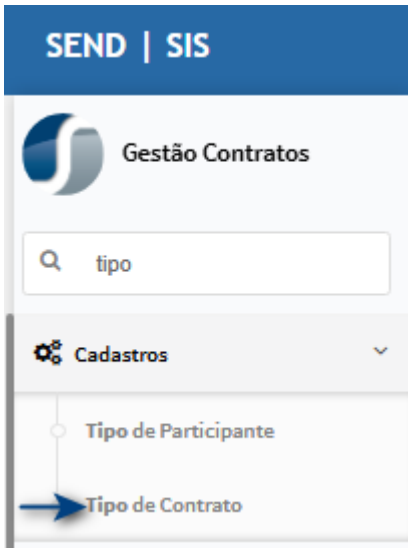 SEND | SIS
Gestão Contratos
tipo
Cadastros
Tipo de Participante
Tipo de Contrato